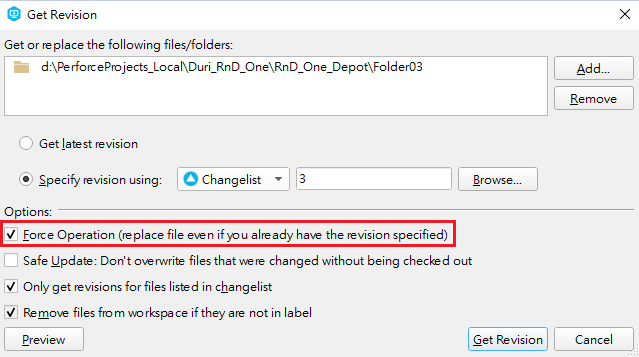 Get Revision
Get or replace the following files/folders:
d:\PerforceProjects_Local\Duri_RnD_One\RnD_One_Depot\Folder03
Add...
Remove
Get latest revision
Specify revision using: Changelist 3 Browse...
Options:
Force Operation (replace file even if you already have the revision specified)
Safe Update: Don't overwrite files that were changed without being checked out
Only get revisions for files listed in changelist
Remove files from workspace if they are not in label
Preview Get Revision Cancel